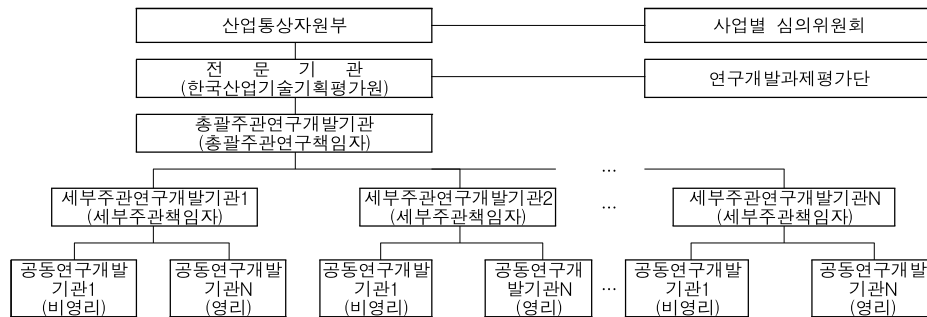 산업통상자원부
사업별 심의위원회
전 문 기 관
(한국산업기술기획평가원)
연구개발과제평가단
총괄주관연구개발기관
(총괄주관연구책임자)
...
세부주관연구개발기관1
(세부주관책임자)
세부주관연구개발기관2
(세부주관책임자)
...
세부주관연구개발기관N
(세부주관책임자)
공동연구개발
기관1
(비영리)
공동연구개발
기관N
(영리)
공동연구개발
기관1
(비영리)
공동연구개
발기관N
(영리)
...
공동연구개발
기관1
(비영리)
공동연구개발
기관N
(영리)